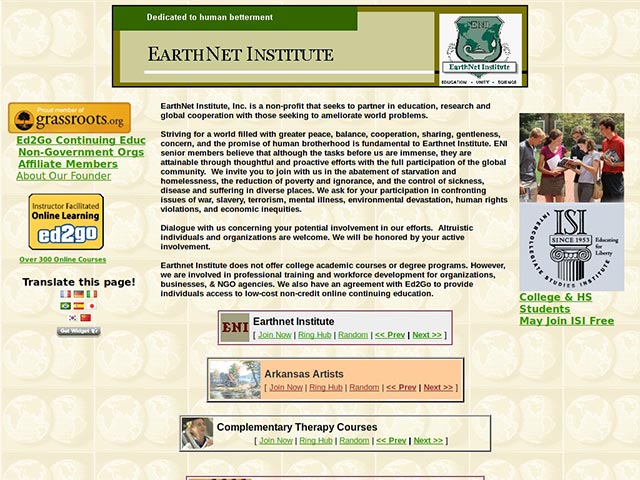 Dedicated to human betterment
EARTHNET INSTITUTE
ENI
EarthNet Institute
EDUCATION - UNITY - SCIENCE
Proud member of
grassroots.org
Ed2Go Continuing Educ
Non-Government Orgs
Affiliate Members
About Our Founder
Instructor Facilitated
Online Learning
ed2go
Over 300 Online Courses
Translate this page!
Get Widget
EarthNet Institute, Inc. is a non-profit that seeks to partner in education, research and
global cooperation with those seeking to ameliorate world problems.
Striving for a world filled with greater peace, balance, cooperation, sharing, gentleness,
concern, and the promise of human brotherhood is fundamental to Earthnet Institute. ENI
senior members believe that although the tasks before us are immense, they are
attainable through thoughtful and proactive efforts with the full participation of the global
community. We invite you to join with us in the abatement of starvation and
homelessness, the reduction of poverty and ignorance, and the control of sickness,
disease and suffering in diverse places. We ask for your participation in confronting
issues of war, slavery, terrorism, mental illness, environmental devastation, human rights
violations, and economic inequities.
Dialogue with us concerning your potential involvement in our efforts. Altruistic
individuals and organizations are welcome. We will be honored by your active
involvement.
Earthnet Institute does not offer college academic courses or degree programs. However,
we are involved in professional training and workforce development for organizations,
businesses, & NGO agencies. We also have an agreement with Ed2Go to provide
individuals access to low-cost non-credit online continuing education.
ISI
SINCE 1953
Educating for Liberty
INTERCOLLEGIATE STUDIES INSTITUTE
College & HS
Students
May Join ISI Free
ENI
Earthnet Institute
[ Join Now | Ring Hub | Random | << Prev | Next >> ]
Arkansas Artists
[ Join Now | Ring Hub | Random | << Prev | Next >> ]
Complementary Therapy Courses
[ Join Now | Ring Hub | Random | << Prev | Next >> ]